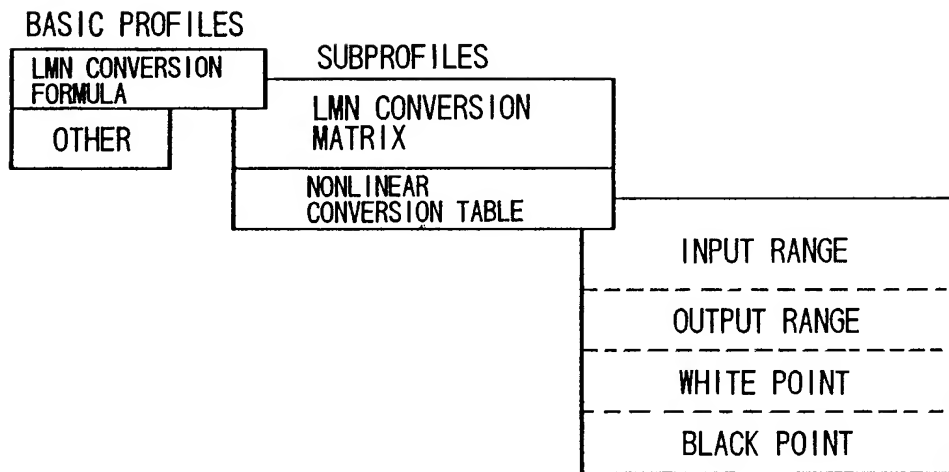 BASIC PROFILES
LMN CONVERSION
FORMULA
OTHER
SUBPROFILES
LMN CONVERSION
MATRIX
NONLINEAR
CONVERSION TABLE
INPUT RANGE
OUTPUT RANGE
WHITE POINT
BLACK POINT